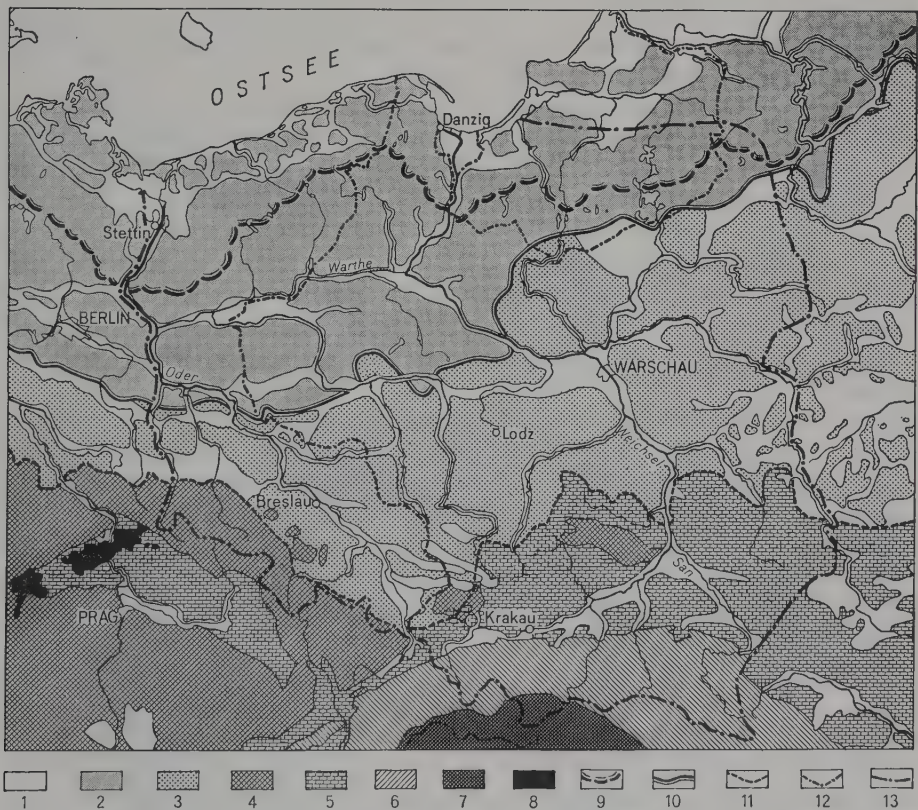 OSTSEE
Danzig
Stettin
Warthe
BERLIN
Oder
WARSCHAU
Lodz
Weichsel
Breslau
San
PRAG
Krakau
1 2 3 4 5 6 7 8 9 10 11 12 13